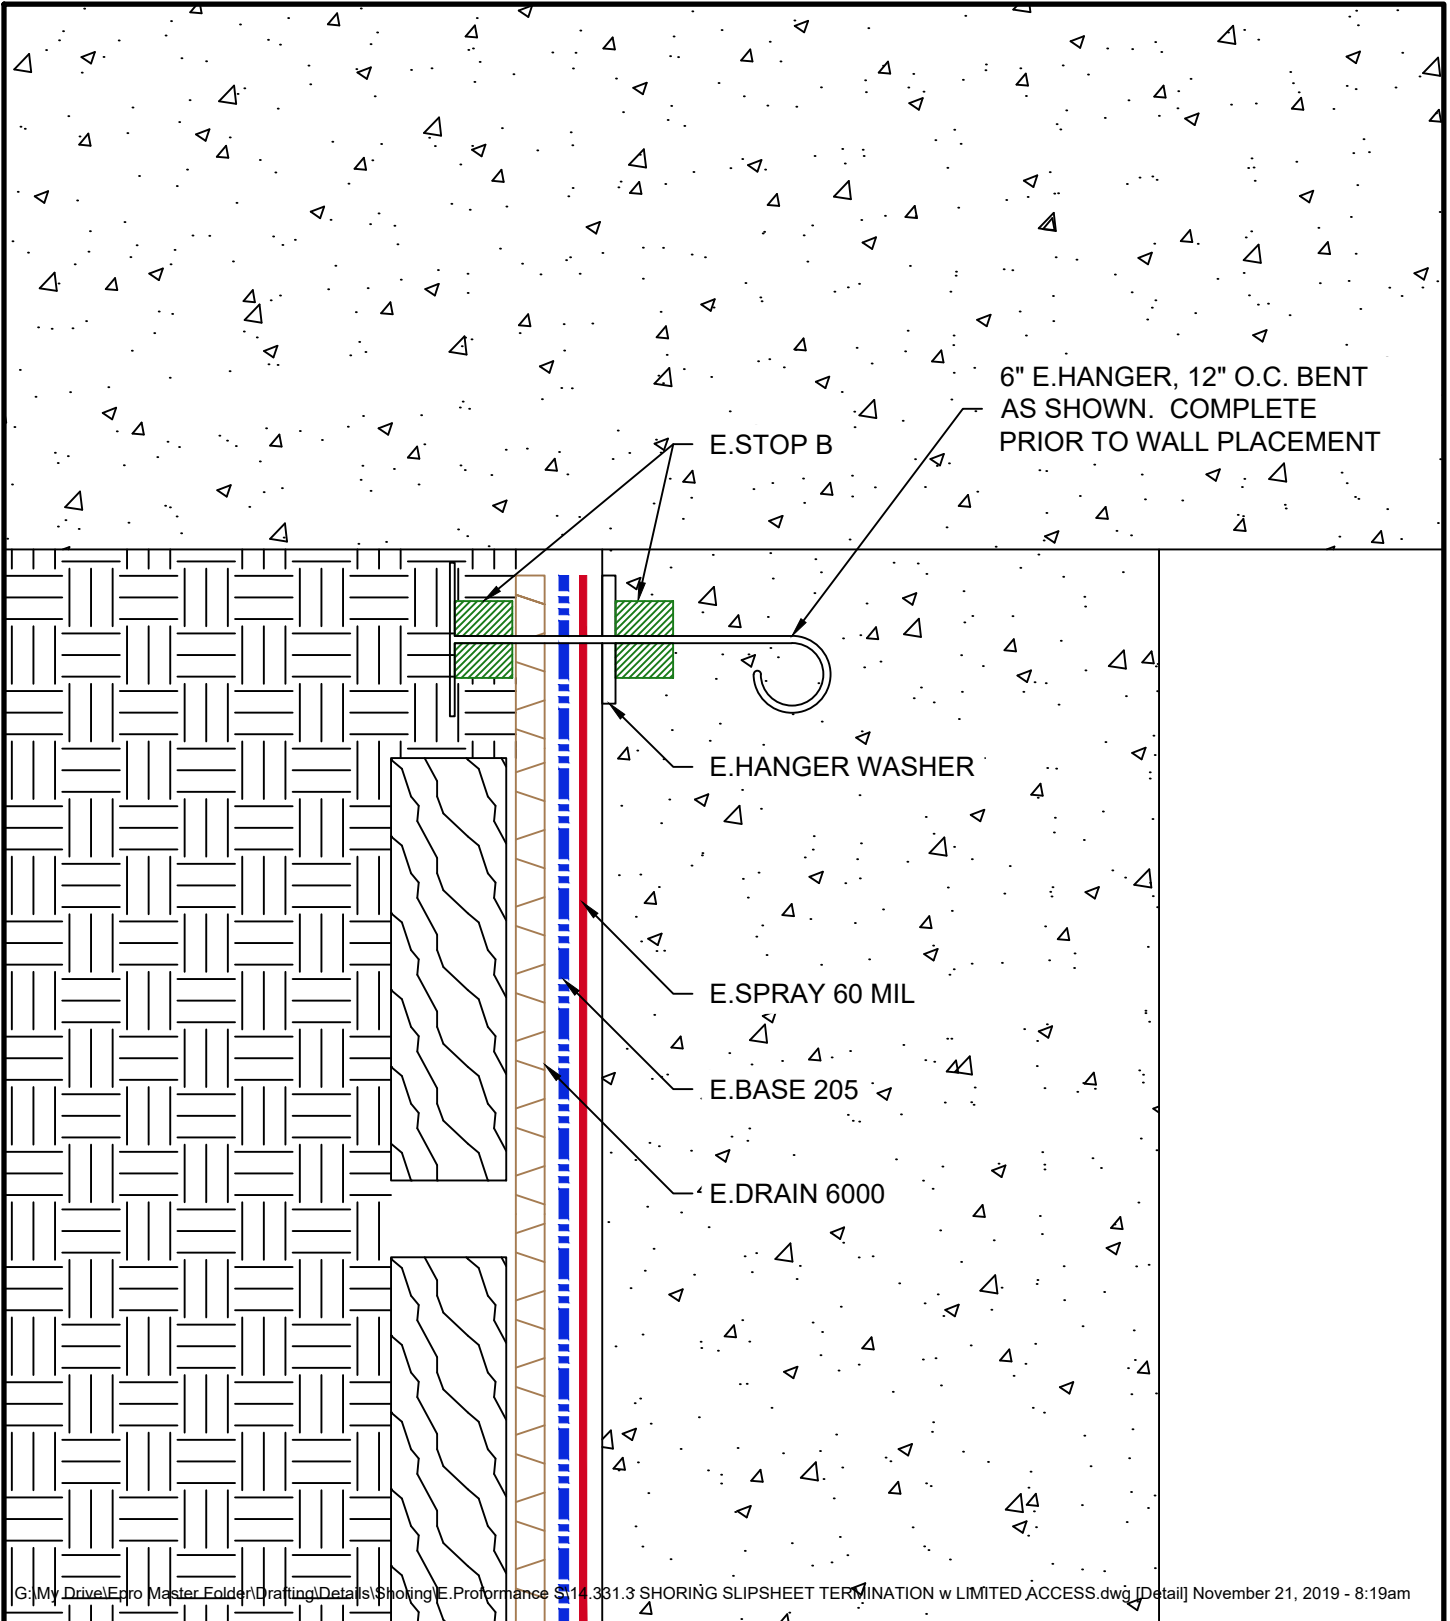 6" E.HANGER, 12" O.C. BENT
AS SHOWN.  COMPLETE
PRIOR TO WALL PLACEMENT
E.STOP B
E.HANGER WASHER
E.SPRAY 60 MIL
E.BASE 205
E.DRAIN 6000
G:\My Drive\Epro Master Folder\Drafting\Details\Shoring\E.Proformance S\14.331.3 SHORING SLIPSHEET TERMINATION w LIMITED ACCESS.dwg [Detail] November 21, 2019 - 8:19am